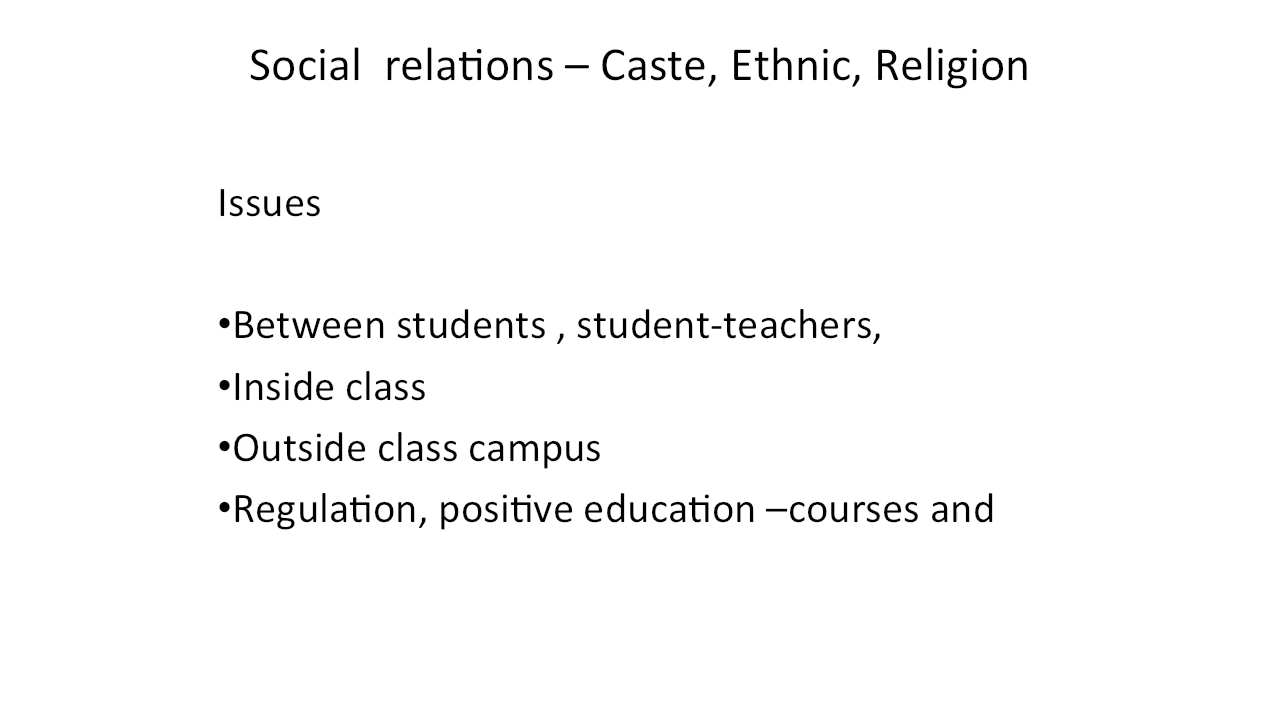 Social  relations – Caste, Ethnic, Religion
Issues
•Between students , student-teachers,
•Inside class
•Outside class campus
•Regulation, positive education –courses and